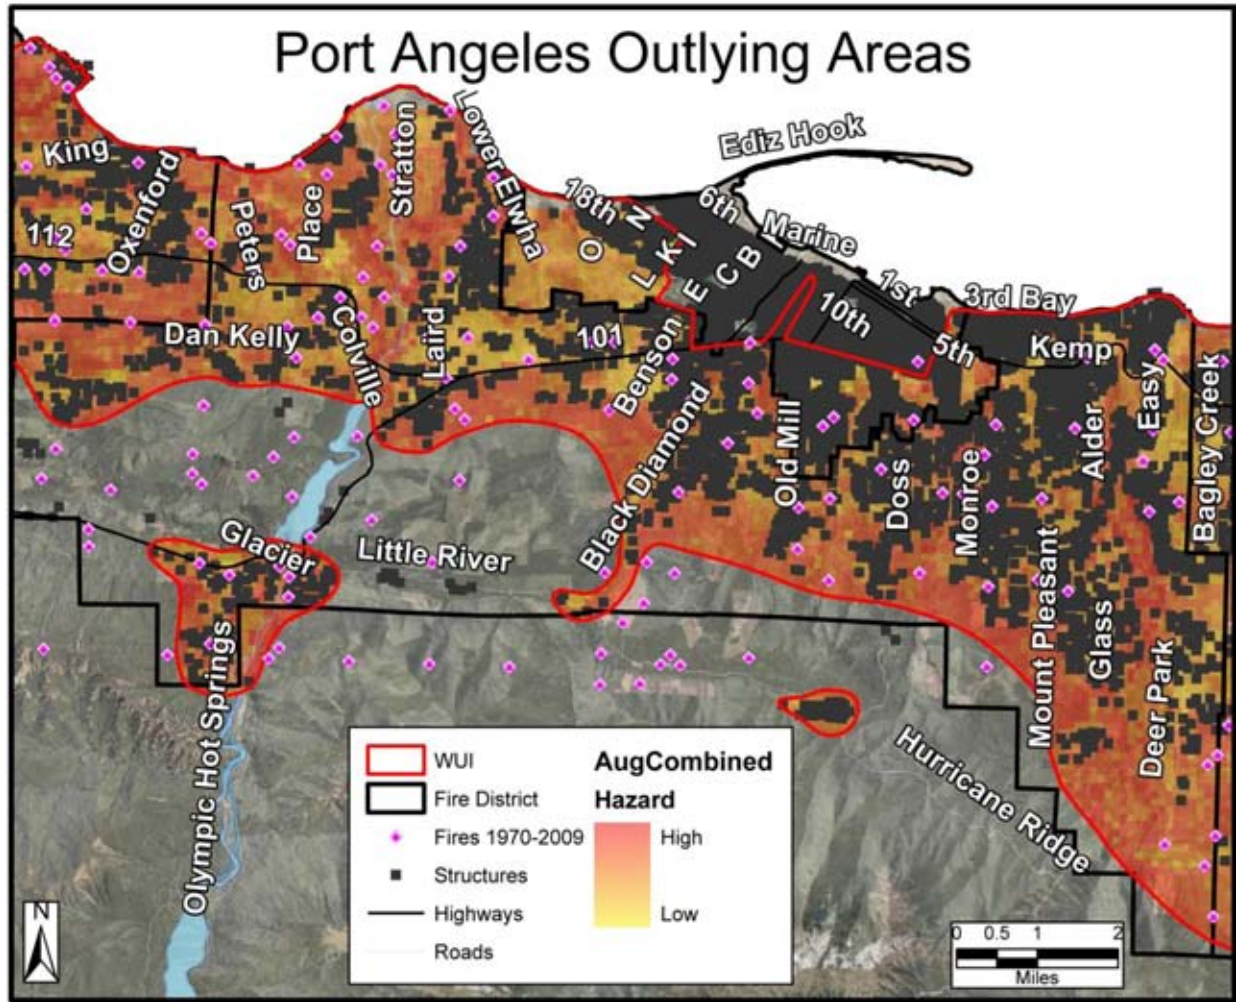 Port Angeles Outlying Areas
Ediz Hook
King
Oxenford
Stratton
Lower Elwha
18th
N
6th
Marine
112
Peters
Place
O
I
K
L
B
C
E
1st
3rd Bay
10th
Dan Kelly
Colville
Laird
101
Benson
5th
Kemp
Easy
Black Diamond
Old Mill
Doss
Monroe
Alder
Bagley Creek
Glacier
Little River
Mount Pleasant
Glass
Deer Park
Olympic Hot Springs
Hurricane Ridge
WUI
Fire District
Fires 1970-2009
Structures
Highways
Roads
AugCombined
Hazard
High
Low
N
0 0.5 1 2
Miles